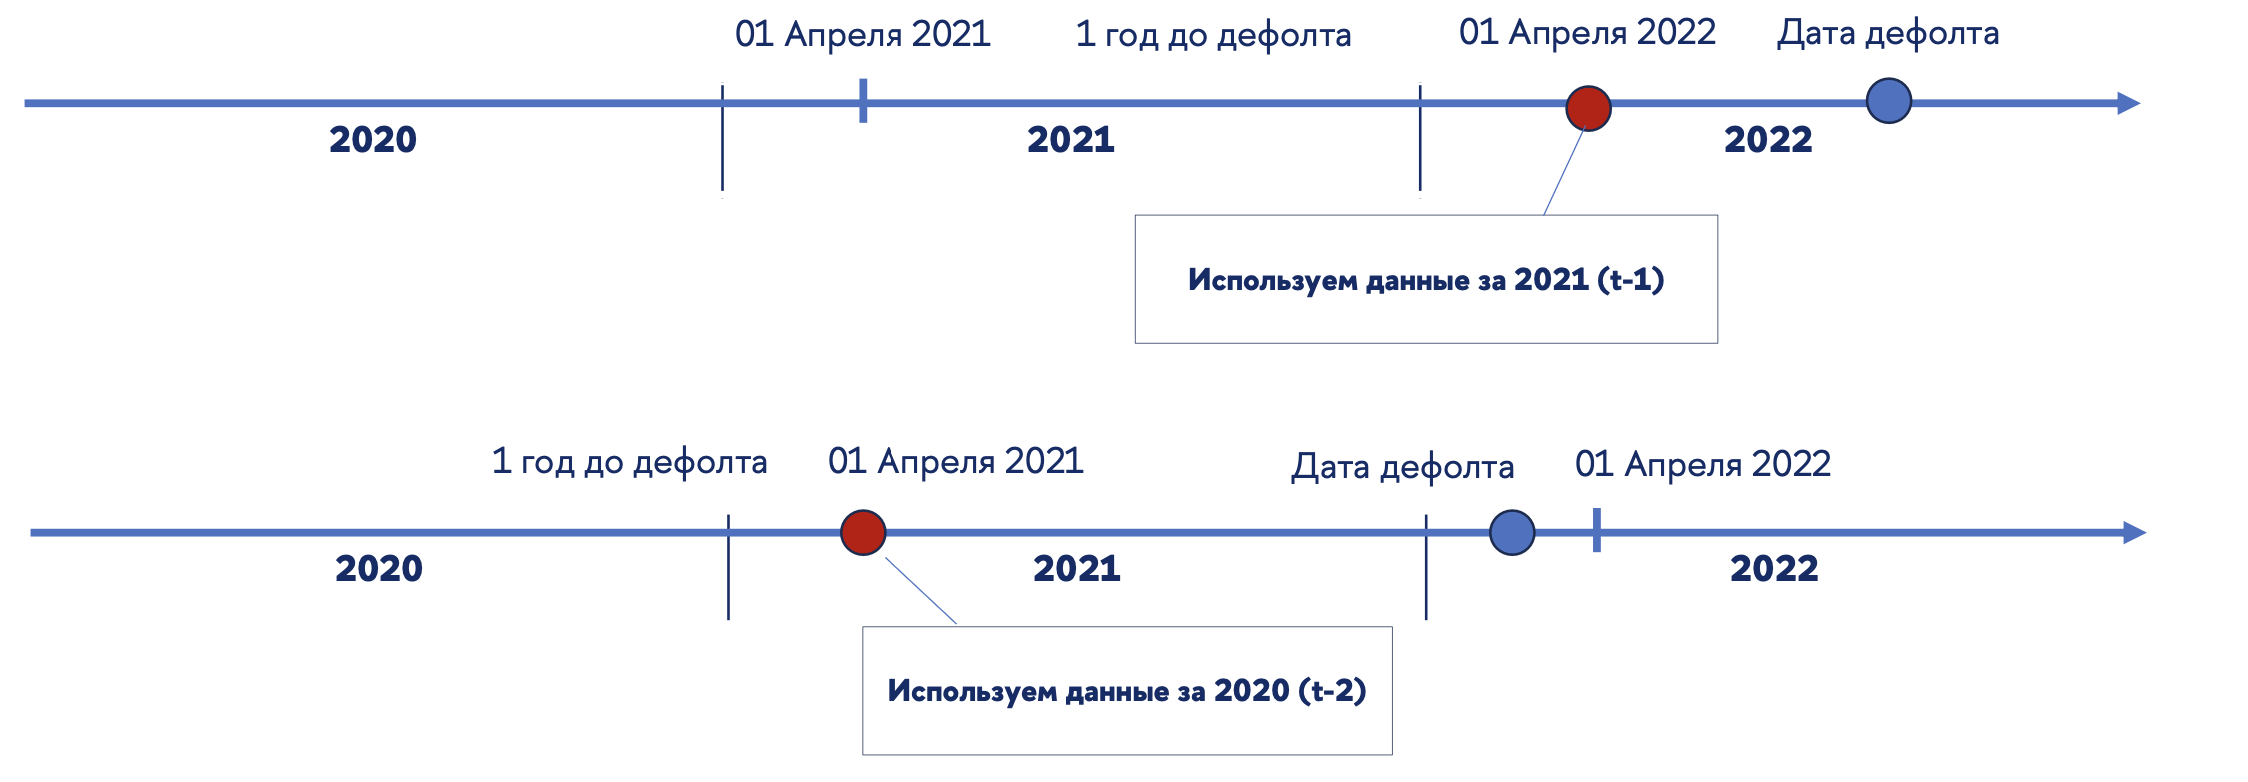 01 Апреля 2021
1 год до дефолта
01 Апреля 2022
Дата дефолта
2020
2021
2022
Используем данные за 2021 (t-1)
1 год до дефолта
01 Апреля 2021
Дата дефолта
01 Апреля 2022
2020
2021
2022
Используем данные за 2020 (t-2)